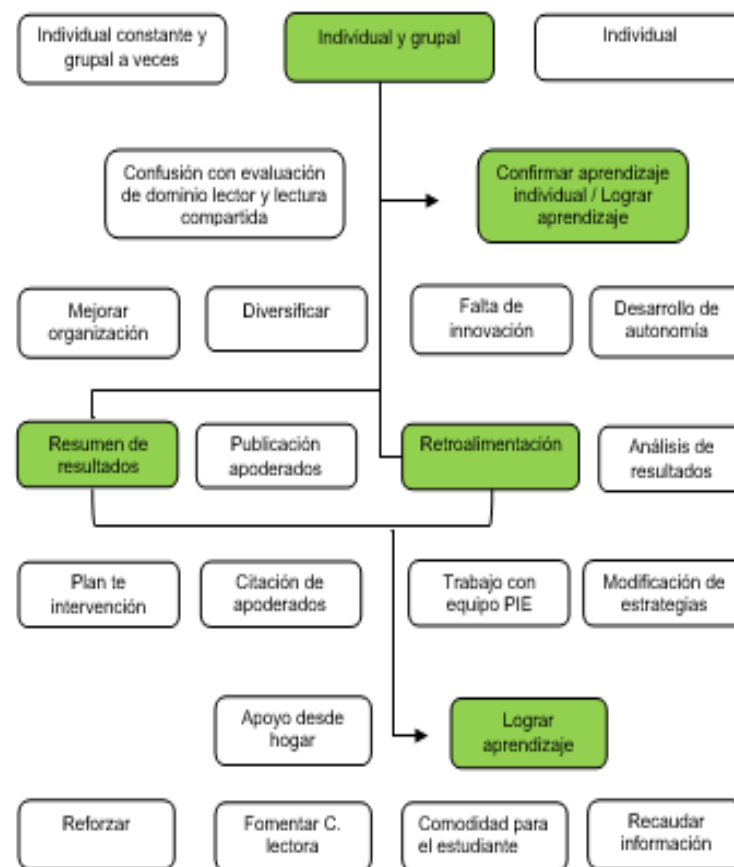 Individual constante y
grupal a veces
Individual y grupal
Individual
Confusión con evaluación
de dominio lector y lectura
compartida
Confirmar aprendizaje
individual / Lograr
aprendizaje
Mejorar
organización
Diversificar
Falta de
innovación
Desarrollo de
autonomía
Resumen de
resultados
Publicación
apoderados
Retroalimentación
Análisis de
resultados
Plan te
intervención
Citación de
apoderados
Trabajo con
equipo PIE
Modificación de
estrategias
Apoyo desde
hogar
Lograr
aprendizaje
Reforzar
Fomentar C.
lectora
Comodidad para
el estudiante
Recaudar
información